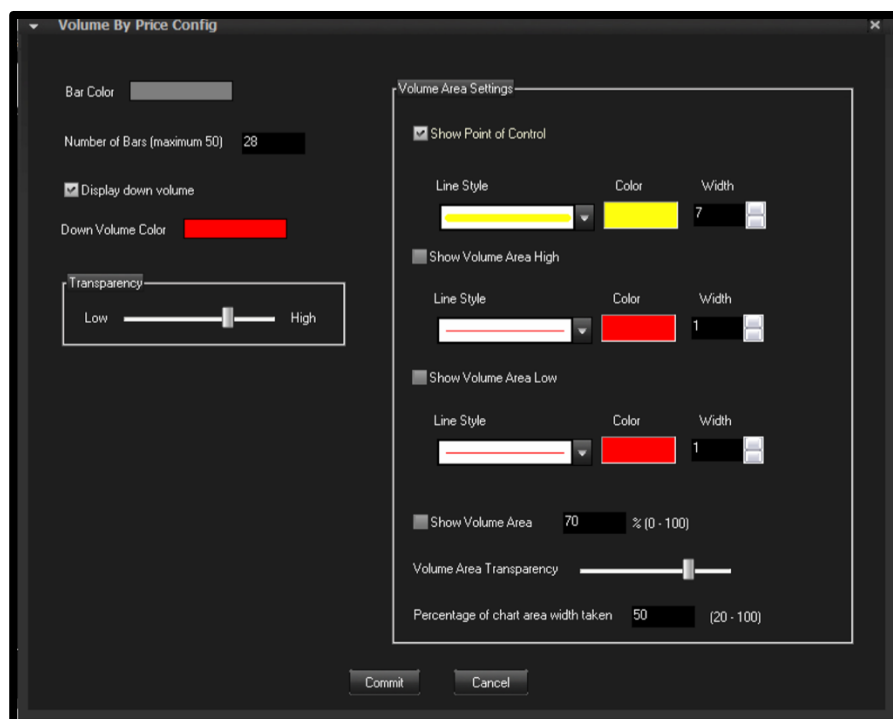 Volume By Price Config
Bar Color
Number of Bars (maximum 50) 28
Display down volume
Down Volume Color
Transparency
Low High
Volume Area Settings
Show Point of Control
Line Style Color Width
7
Show Volume Area High
Line Style Color Width
1
Show Volume Area Low
Line Style Color Width
1
Show Volume Area 70 % (0 - 100)
Volume Area Transparency
Percentage of chart area width taken 50 (20 - 100)
Commit Cancel